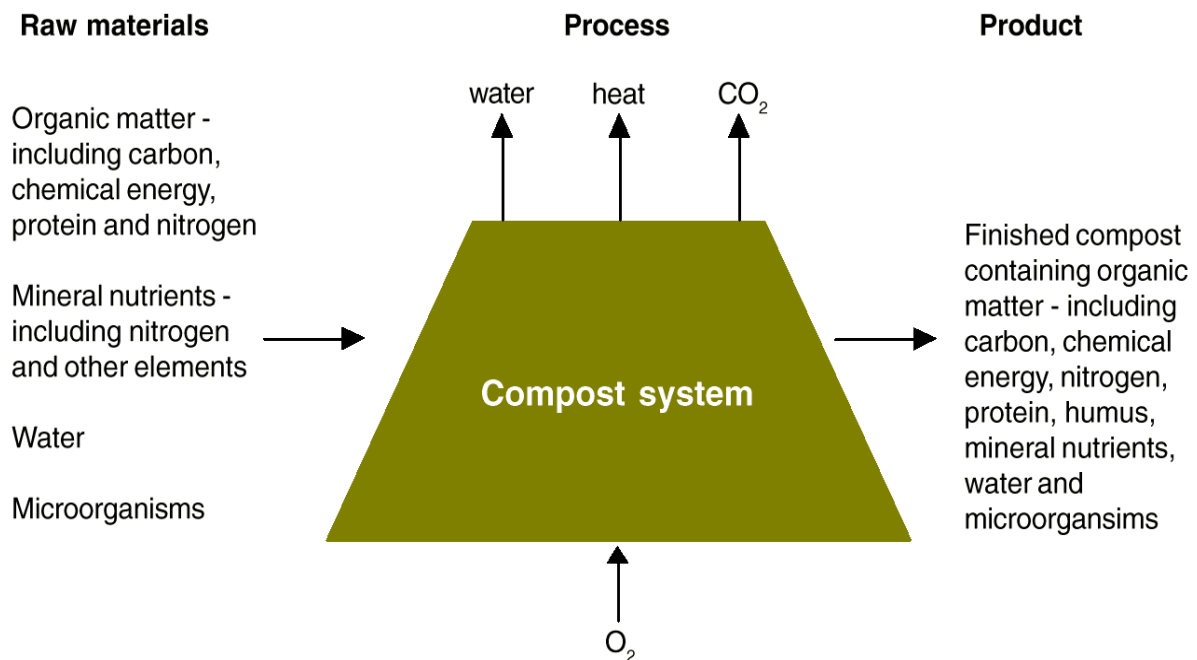 Raw materials
Process
Product
water
heat
CO₂
Organic matter -
including carbon,
chemical energy,
protein and nitrogen
Mineral nutrients -
including nitrogen
and other elements
Water
Microorganisms
Compost system
Finished compost
containing organic
matter - including
carbon, chemical
energy, nitrogen,
protein, humus,
mineral nutrients,
water and
microorgansims
O₂